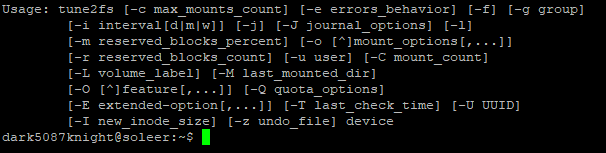 Usage: tune2fs [-c max_mounts_count] [-e errors_behavior] [-f] [-g group]
[-i interval[d|m|w]] [-j] [-J journal_options] [-l]
[-m reserved_blocks_percent] [-o [^]mount_options[,...]]
[-r reserved_blocks_count] [-u user] [-C mount_count]
[-L volume_label] [-M last_mounted_dir]
[-O [^]feature[,...]] [-Q quota_options]
[-E extended-option[,...]] [-T last_check_time] [-U UUID]
[-I new_inode_size] [-z undo_file] device
dark5087knight@soleer:~$